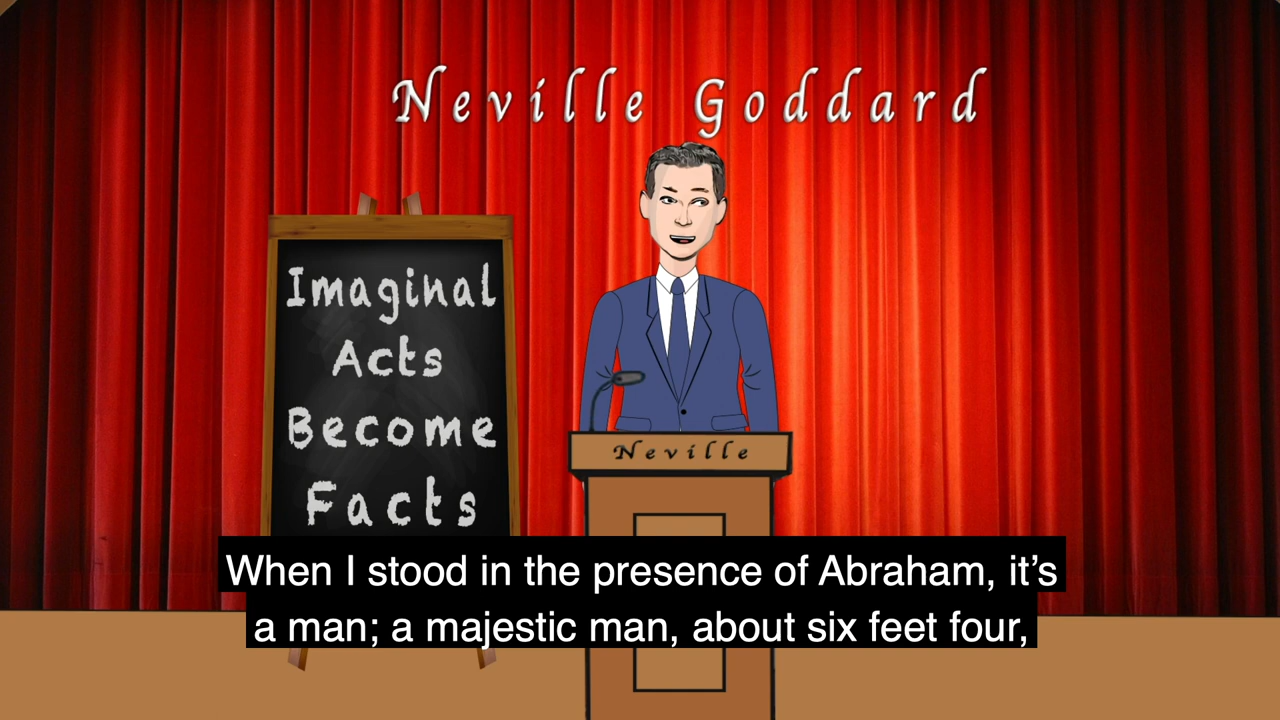 Neville Goddard
Imaginal
Acts
Become
Facts
Neville
When I stood in the presence of Abraham, it’s
a man; a majestic man, about six feet four,